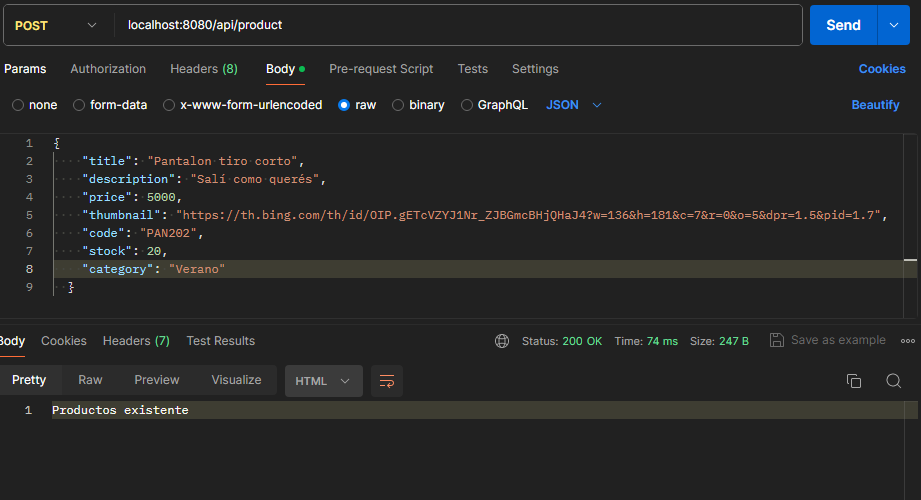 POST localhost:8080/api/product Send
Params Authorization Headers (8) Body Pre-request Script Tests Settings Cookies
none form-data x-www-form-urlencoded raw binary GraphQL JSON Beautify
1 {
2 "title": "Pantalon tiro corto",
3 "description": "Salí como querés",
4 "price": 5000,
5 "thumbnail": "https://th.bing.com/th/id/OIP.gETcVZYJ1Nr_ZJBGmcBHjQHaJ4?w=136&h=181&c=7&r=0&o=5&dpr=1.5&pid=1.7",
6 "code": "PAN202",
7 "stock": 20,
8 "category": "Verano"
9 }
Body Cookies Headers (7) Test Results Status: 200 OK Time: 74 ms Size: 247 B Save as example
Pretty Raw Preview Visualize HTML
1 Productos existente